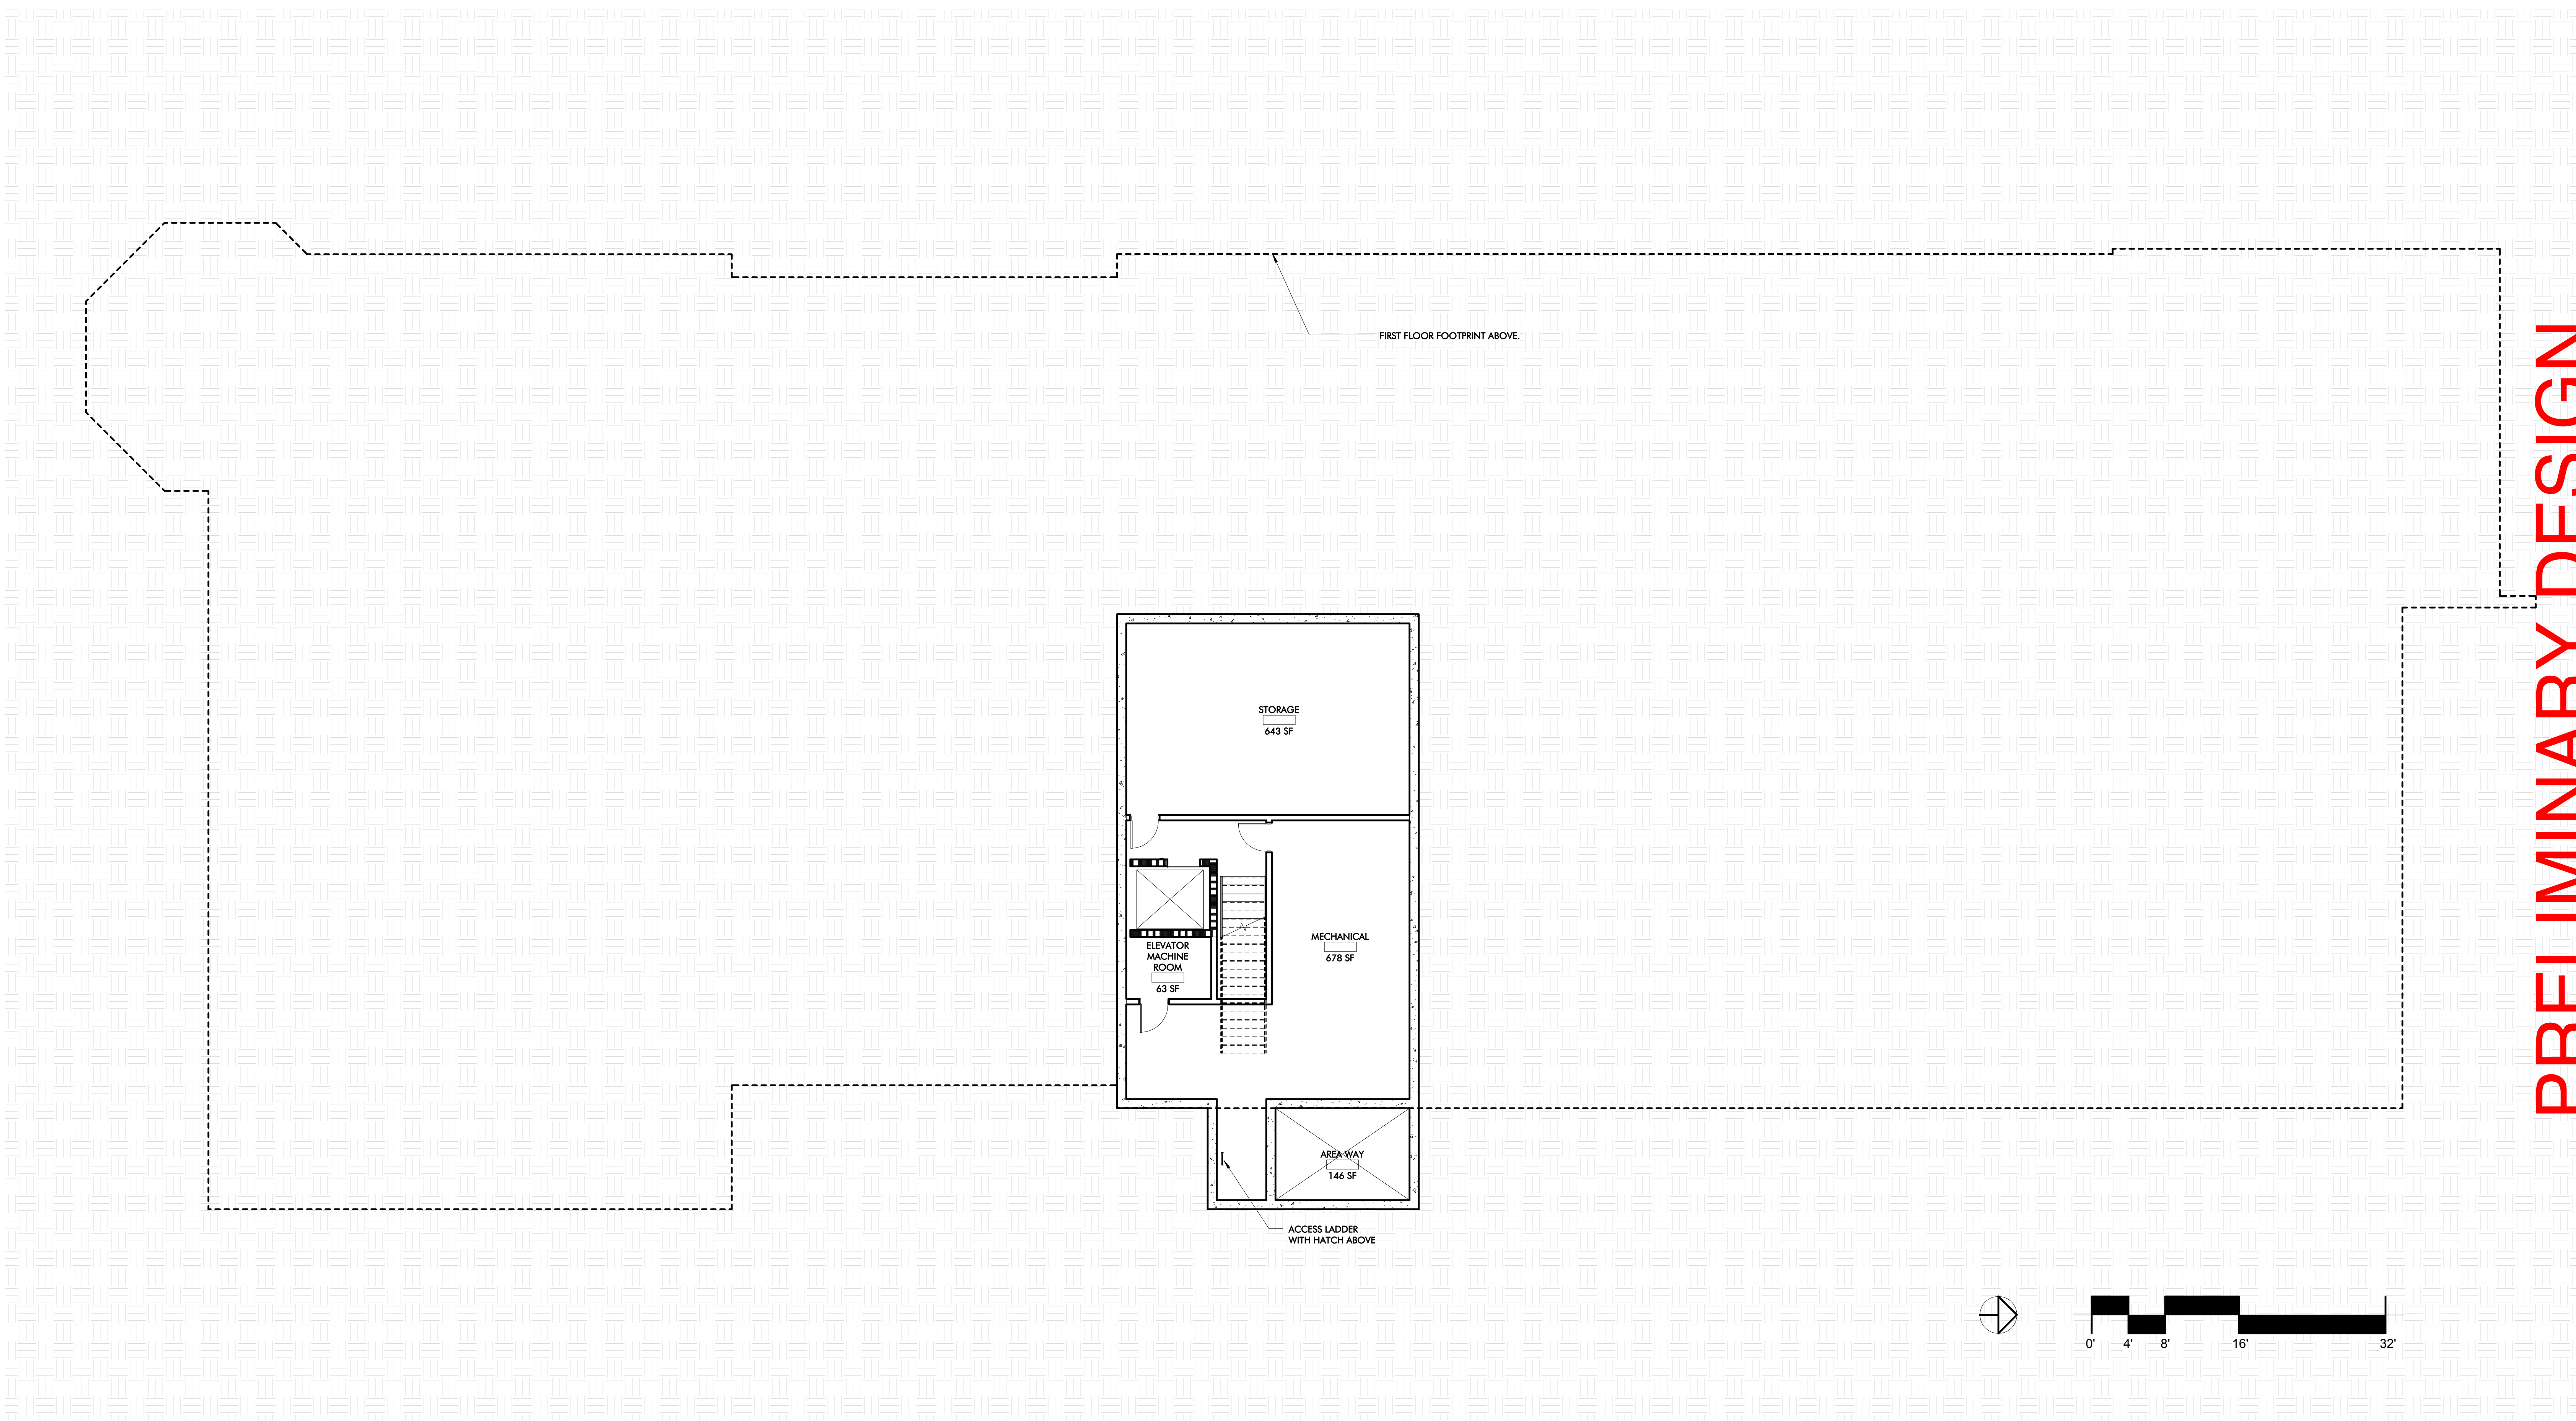 FIRST FLOOR FOOTPRINT ABOVE.
STORAGE
643 SF
MECHANICAL
678 SF
ELEVATOR
MACHINE
ROOM
63 SF
AREA WAY
146 SF
ACCESS LADDER
WITH HATCH ABOVE
0' 4' 8' 16' 32'
PRELIMINARY DESIGN